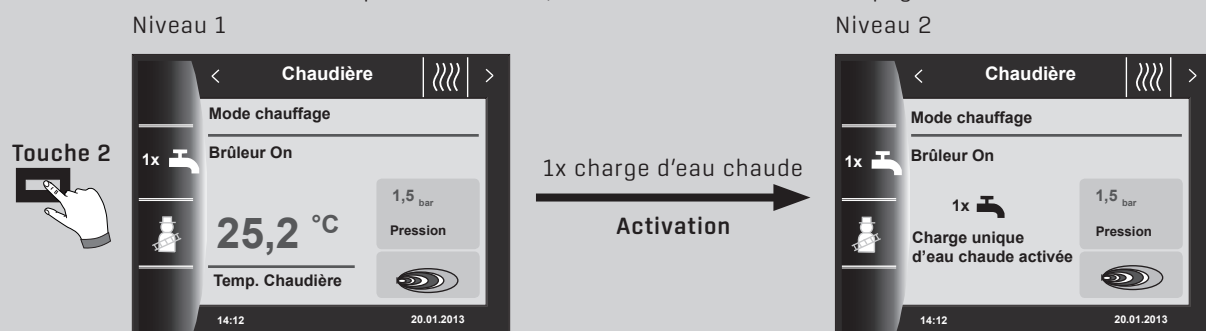 Niveau 1
Niveau 2
Touche 2
< Chaudière >
Mode chauffage
1x
Brûleur On
1,5 bar
Pression
25,2 °C
Temp. Chaudière
14:12
20.01.2013
1x charge d'eau chaude
Activation
< Chaudière >
Mode chauffage
1x
Brûleur On
1x
1,5 bar
Pression
Charge unique
d'eau chaude activée
14:12
20.01.2013